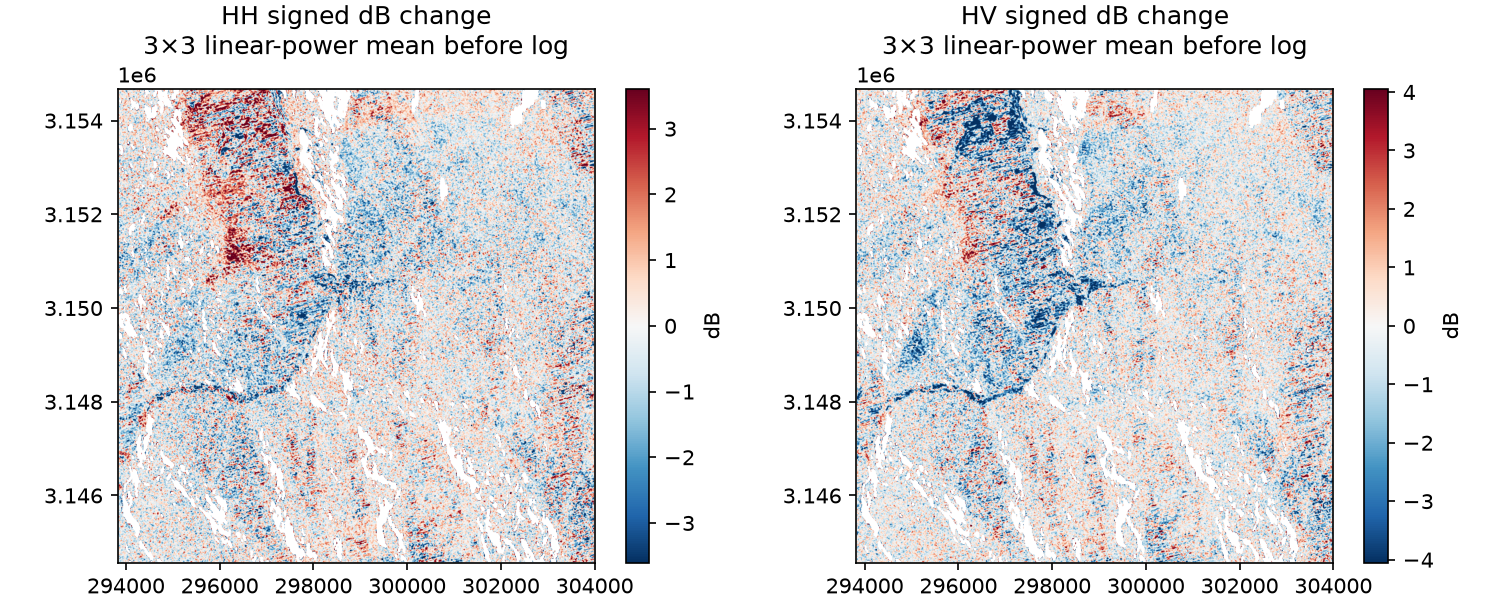 HH signed dB change
3×3 linear-power mean before log
1e6
3.154
3.152
3.150
3.148
3.146
294000 296000 298000 300000 302000 304000
3
2
1
0
−1
−2
−3
dB
HV signed dB change
3×3 linear-power mean before log
1e6
3.154
3.152
3.150
3.148
3.146
294000 296000 298000 300000 302000 304000
4
3
2
1
0
−1
−2
−3
−4
dB